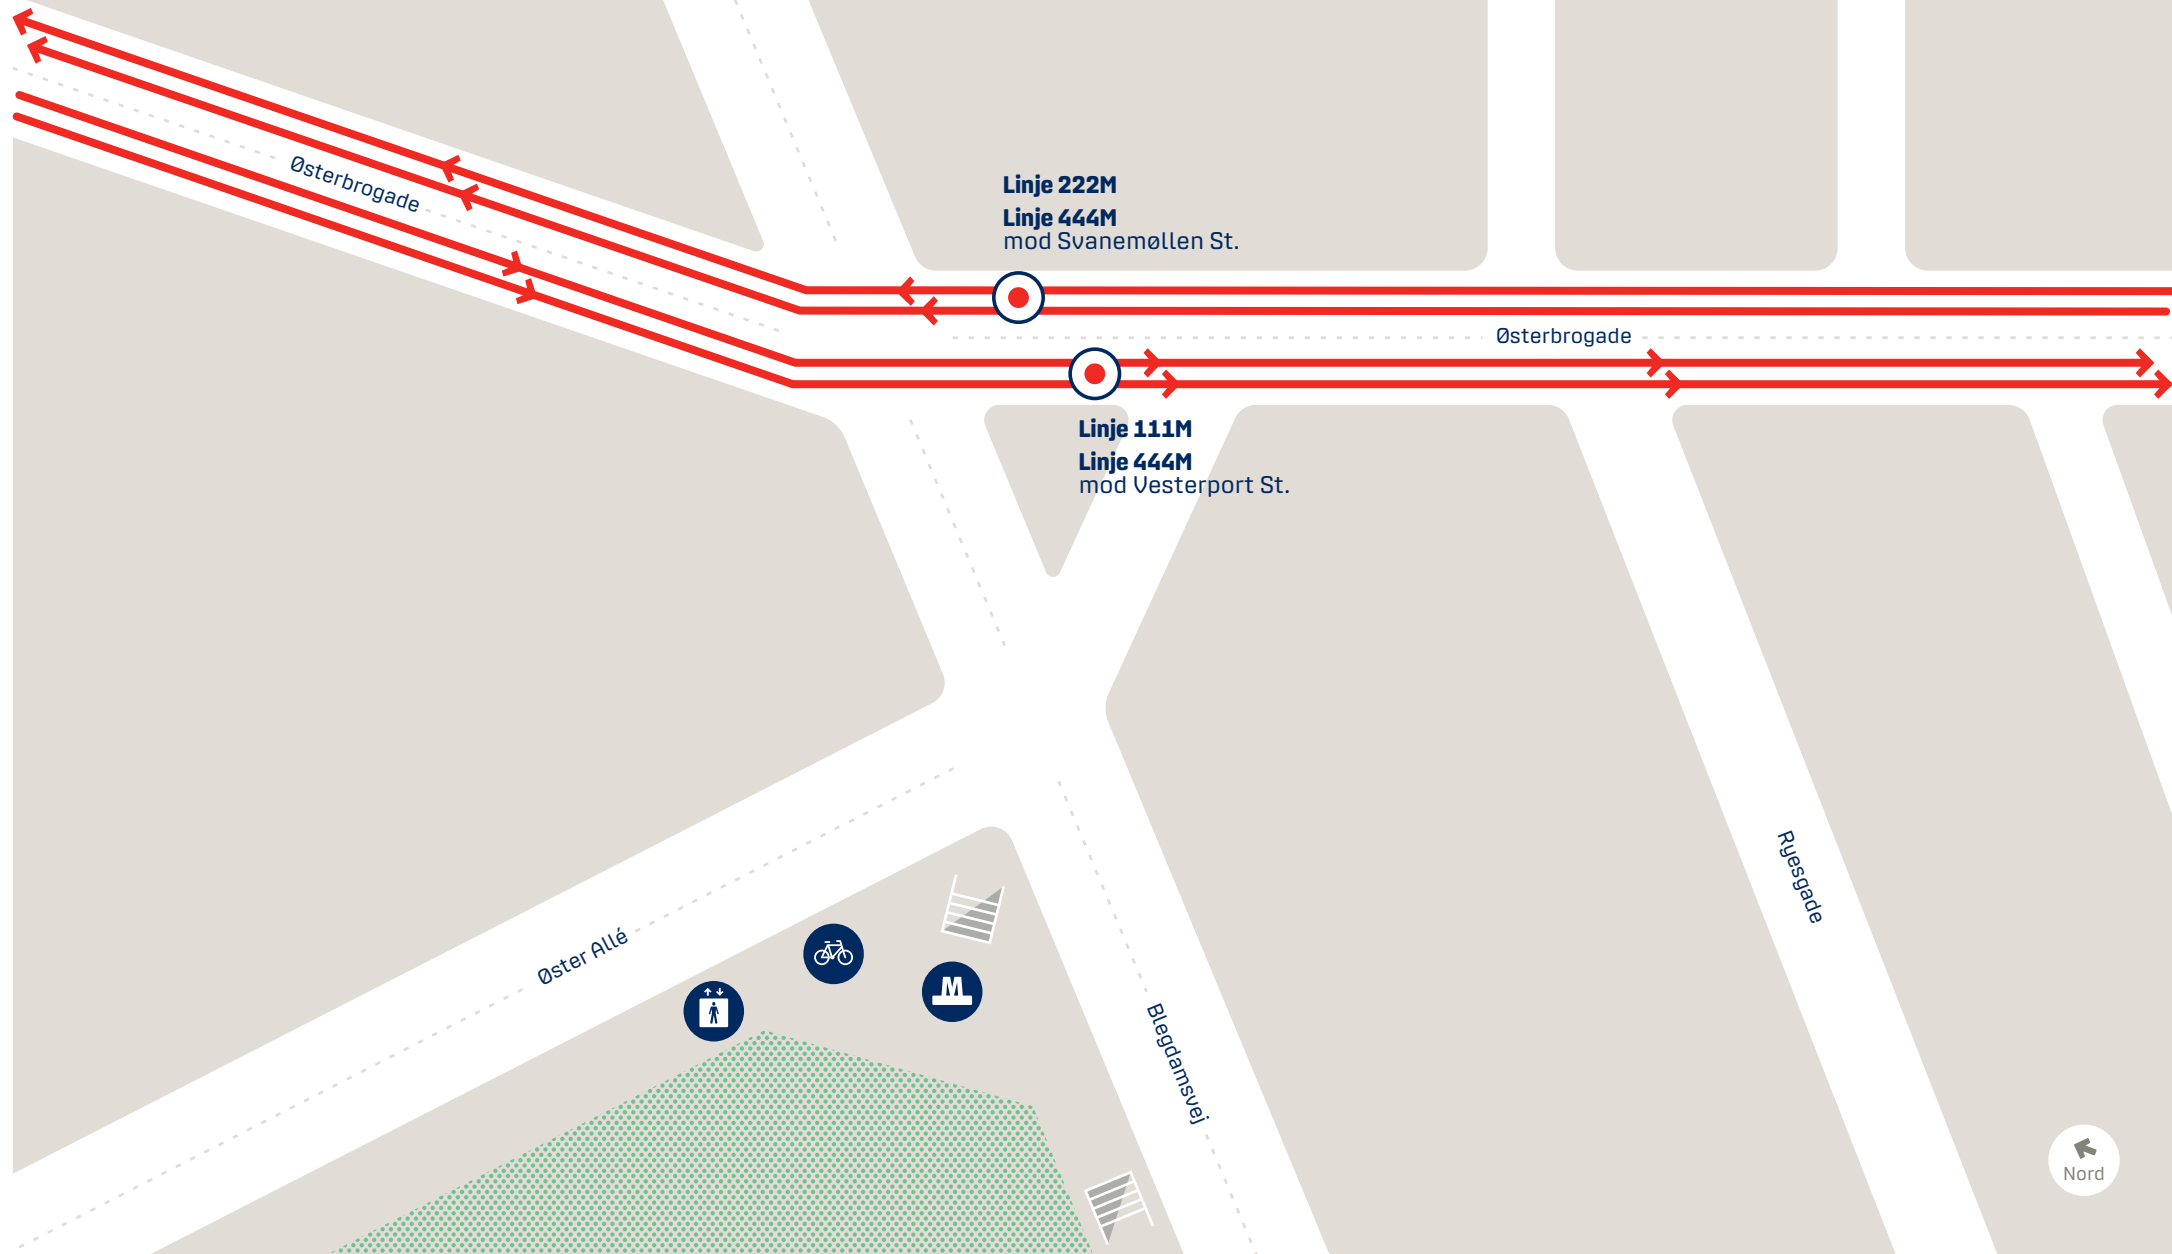 Østerbrogade
Linje 222M
Linje 444M
mod Svanemøllen St.
Østerbrogade
Linje 111M
Linje 444M
mod Vesterport St.
Ryesgade
Øster Allé
M
Blegdamsvej
Nord